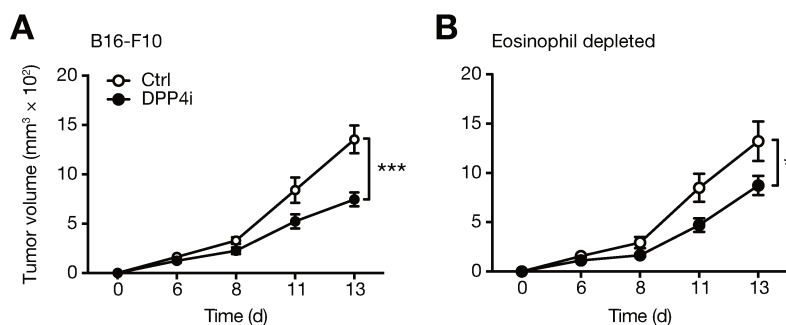 A
B16-F10
Tumor volume (mm³ × 10²)
20
15
10
5
0
Ctrl
DPP4i
***
0 6 8 11 13
Time (d)
B
Eosinophil depleted
20
15
10
5
0
0 6 8 11 13
Time (d)